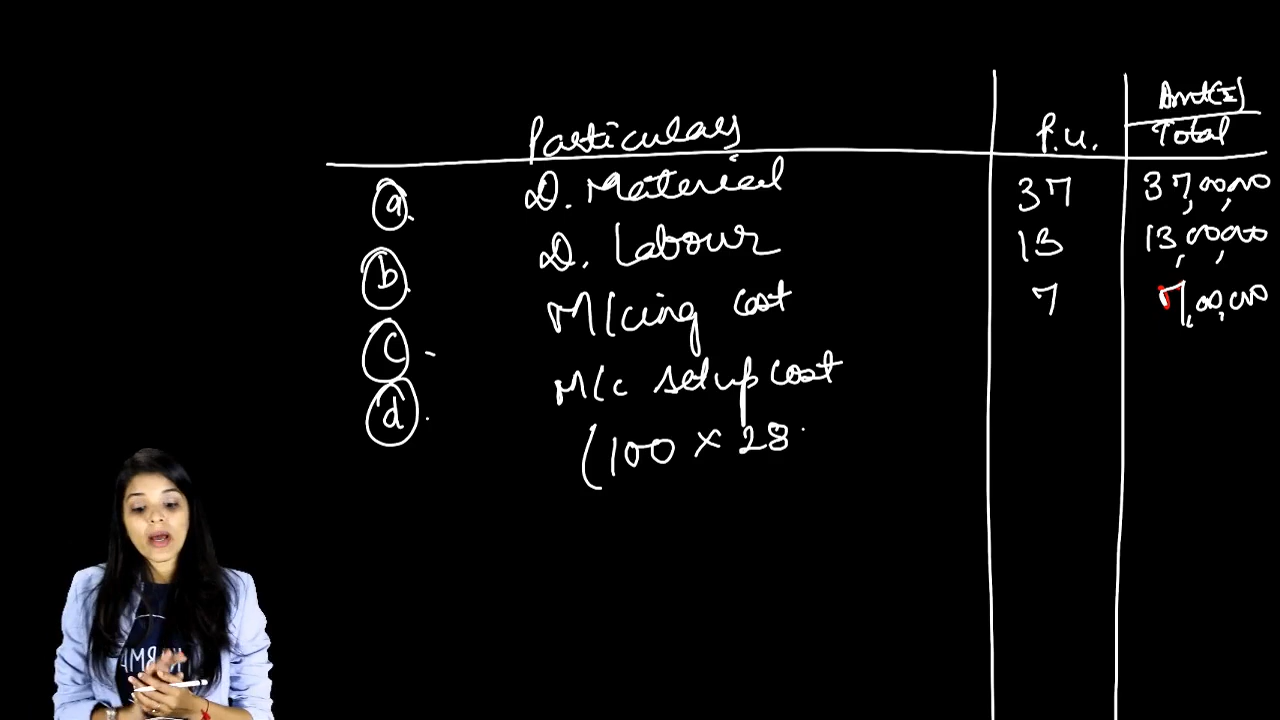 Amt(₹)
Particulars P.U. Total
a. D. Material 37 37,00,000
b. D. Labour 13 13,00,000
c - M/cing cost 7 7,00,000
d. M/c setup cost
(100 × 28